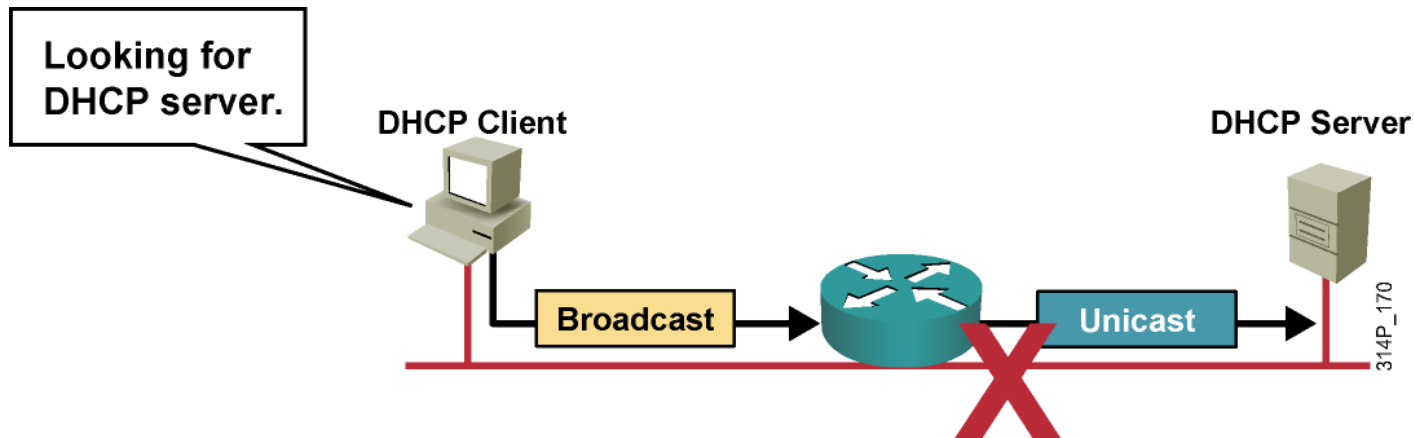 Looking for
DHCP server.
DHCP Client
DHCP Server
Broadcast
Unicast
314P_170